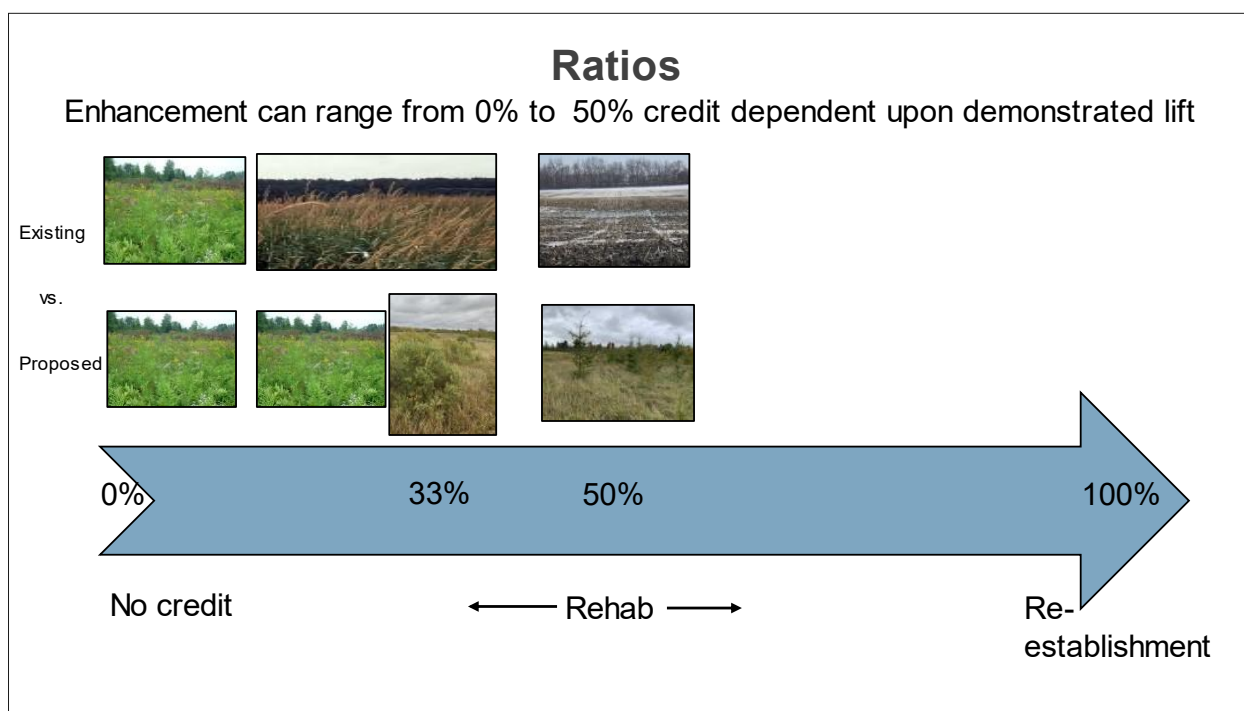 Ratios
Enhancement can range from 0% to 50% credit dependent upon demonstrated lift
Existing
vs.
Proposed
0%
33%
50%
100%
No credit
Rehab
Re-
establishment